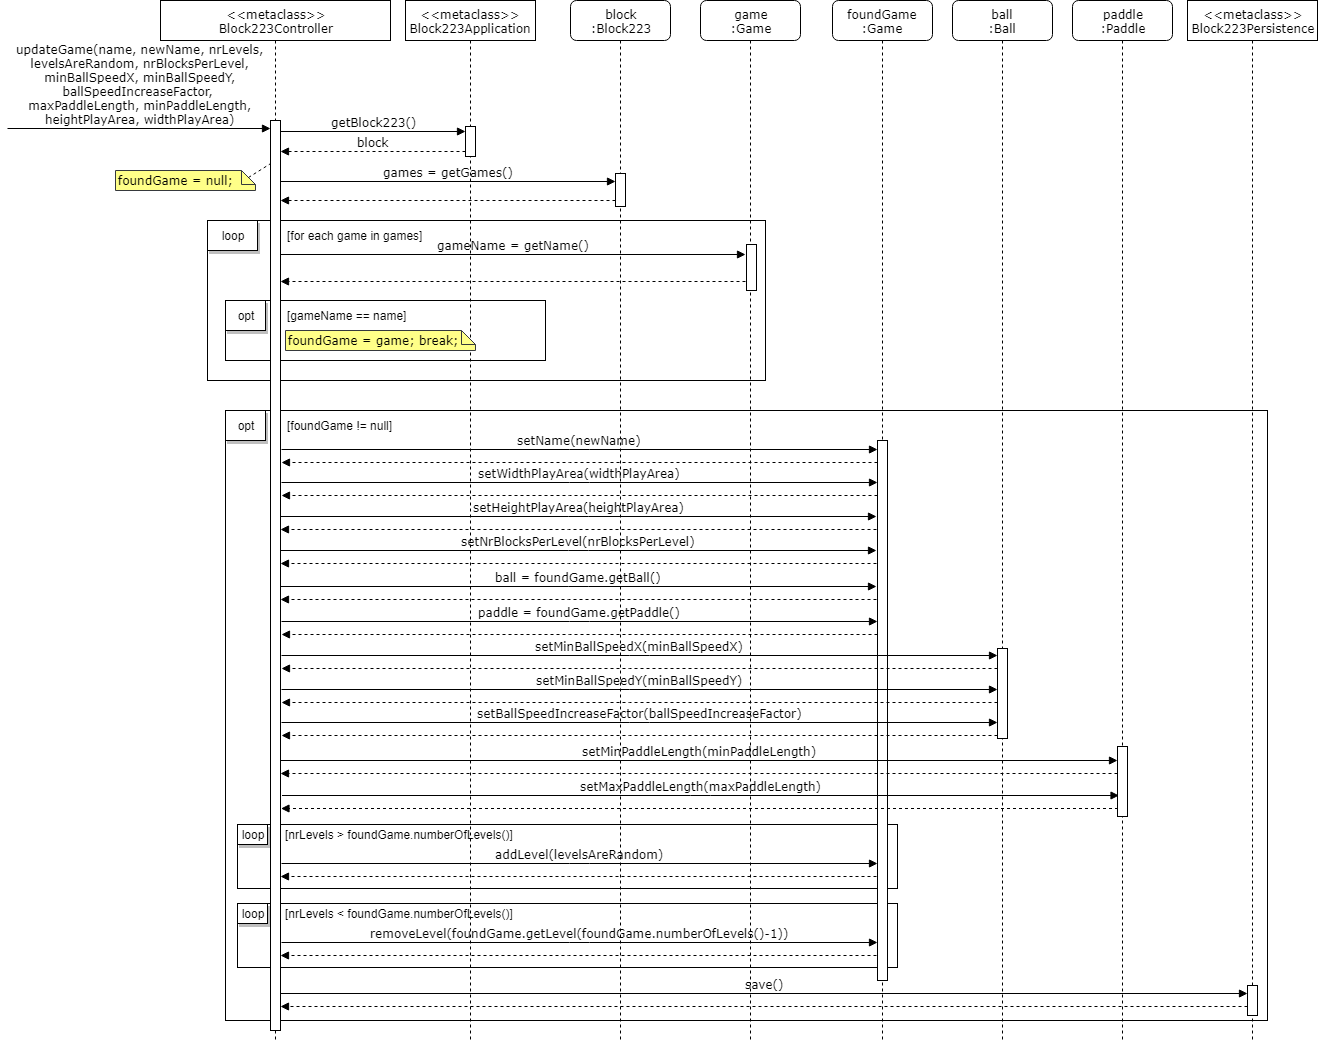 <<metaclass>>
Block223Controller
<<metaclass>>
Block223Application
block
:Block223
game
:Game
foundGame
:Game
ball
:Ball
paddle
:Paddle
<<metaclass>>
Block223Persistence
updateGame(name, newName, nrLevels,
levelsAreRandom, nrBlocksPerLevel,
minBallSpeedX, minBallSpeedY,
ballSpeedIncreaseFactor,
maxPaddleLength, minPaddleLength,
heightPlayArea, widthPlayArea)
getBlock223()
block
foundGame = null;
games = getGames()
loop
[for each game in games]
gameName = getName()
opt
[gameName == name]
foundGame = game; break;
opt
[foundGame != null]
setName(newName)
setWidthPlayArea(widthPlayArea)
setHeightPlayArea(heightPlayArea)
setNrBlocksPerLevel(nrBlocksPerLevel)
ball = foundGame.getBall()
paddle = foundGame.getPaddle()
setMinBallSpeedX(minBallSpeedX)
setMinBallSpeedY(minBallSpeedY)
setBallSpeedIncreaseFactor(ballSpeedIncreaseFactor)
setMinPaddleLength(minPaddleLength)
setMaxPaddleLength(maxPaddleLength)
loop
[nrLevels > foundGame.numberOfLevels()]
addLevel(levelsAreRandom)
loop
[nrLevels < foundGame.numberOfLevels()]
removeLevel(foundGame.getLevel(foundGame.numberOfLevels()-1))
save()